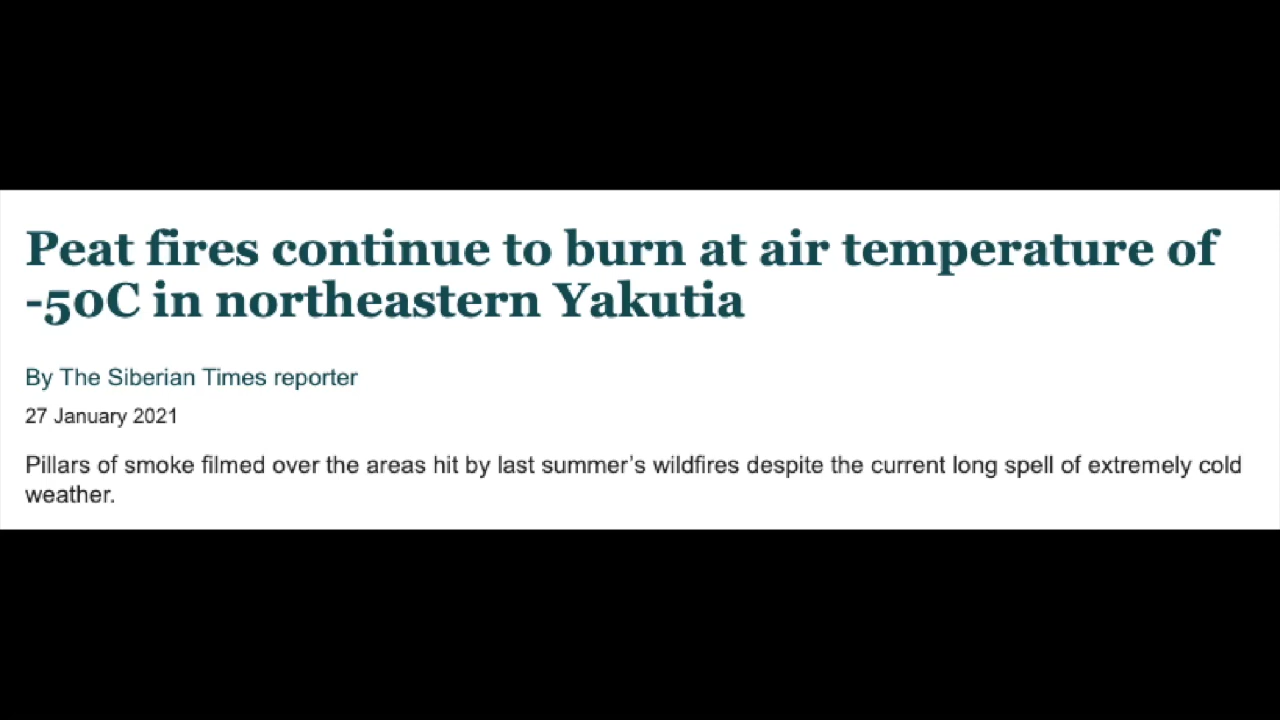 Peat fires continue to burn at air temperature of
-50C in northeastern Yakutia
By The Siberian Times reporter
27 January 2021
Pillars of smoke filmed over the areas hit by last summer’s wildfires despite the current long spell of extremely cold
weather.